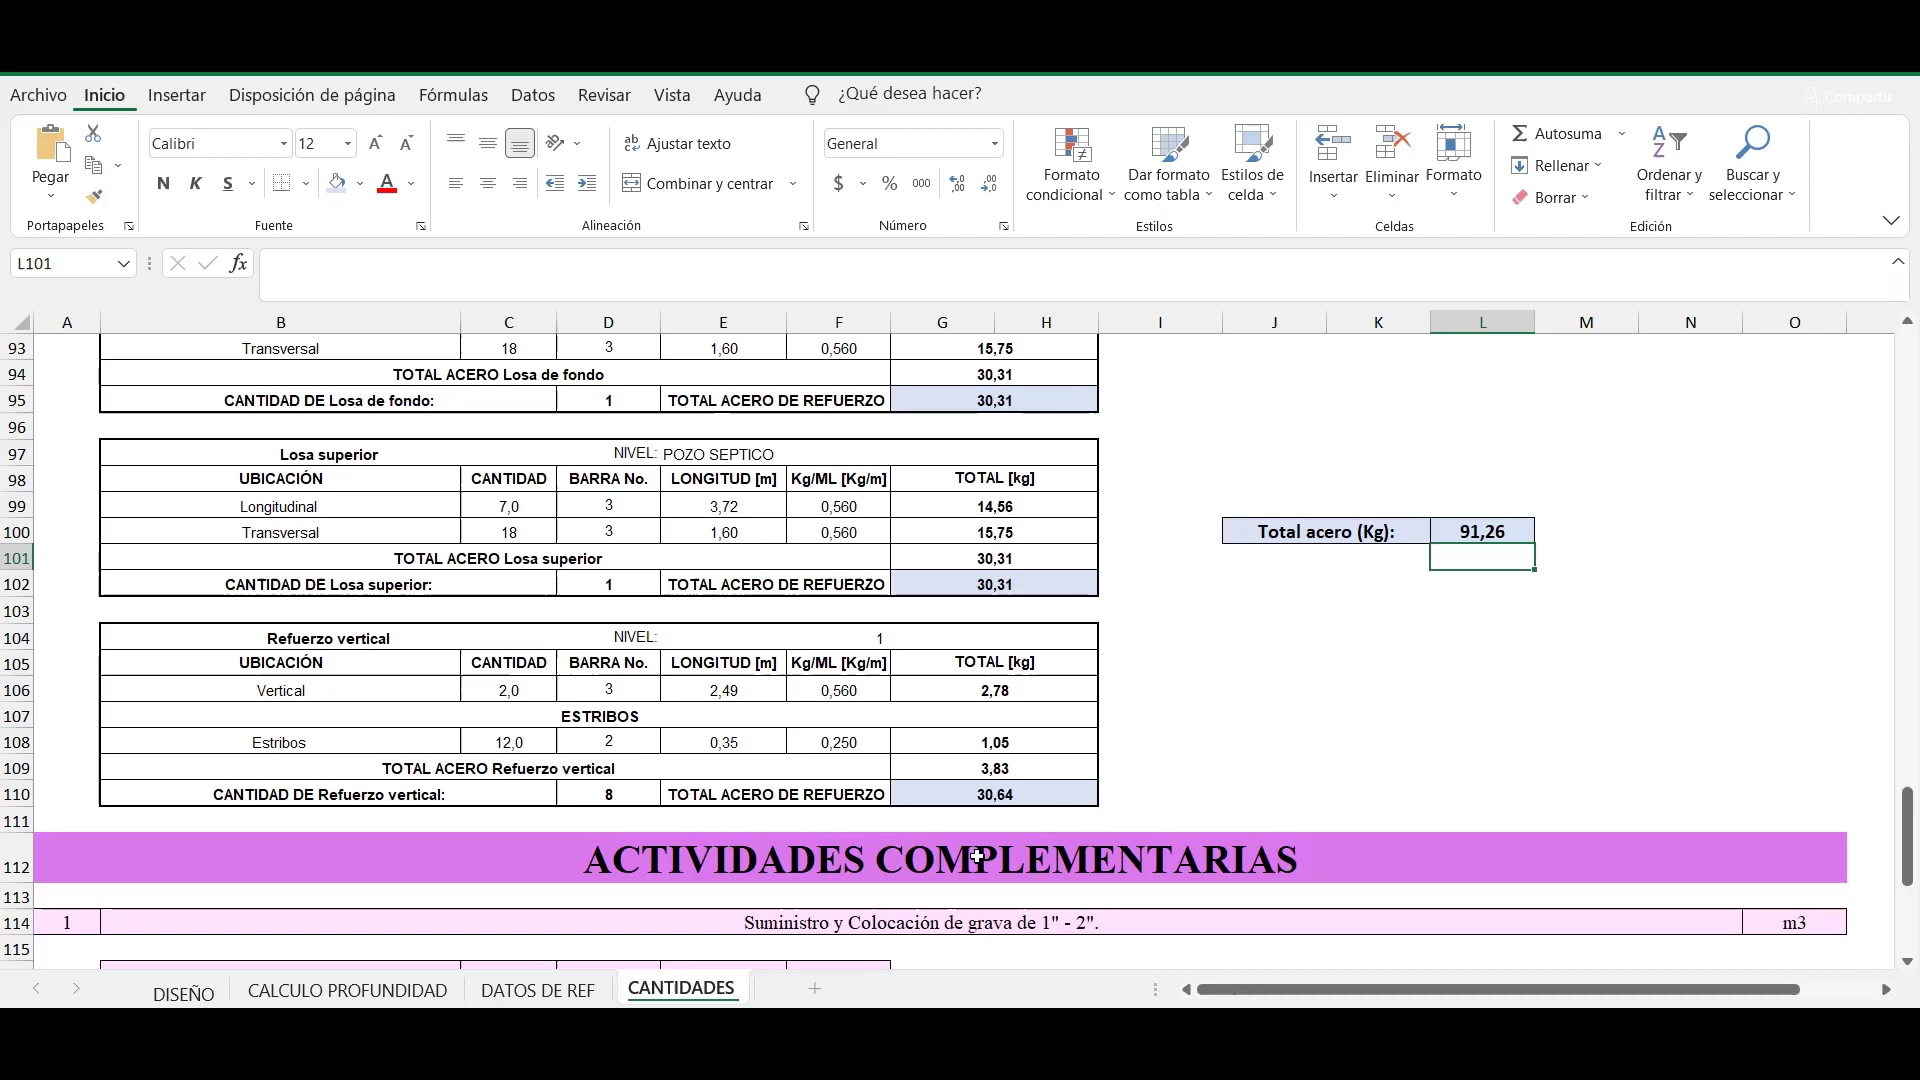 Archivo Inicio Insertar Disposición de página Fórmulas Datos Revisar Vista Ayuda ¿Qué desea hacer? Compartir
Pegar
Portapapeles
Calibri 12
N K S
Fuente
Ajustar texto
Combinar y centrar
Alineación
General
$ % 000
Número
Formato condicional
Dar formato como tabla
Estilos de celda
Estilos
Insertar Eliminar Formato
Celdas
Autosuma
Rellenar
Borrar
Ordenar y filtrar
Buscar y seleccionar
Edición
L101 fx
A B C D E F G H I J K L M N O
93 Transversal 18 3 1,60 0,560 15,75
94 TOTAL ACERO Losa de fondo 30,31
95 CANTIDAD DE Losa de fondo: 1 TOTAL ACERO DE REFUERZO 30,31
96
97 Losa superior NIVEL: POZO SEPTICO
98 UBICACIÓN CANTIDAD BARRA No. LONGITUD [m] Kg/ML [Kg/m] TOTAL [kg]
99 Longitudinal 7,0 3 3,72 0,560 14,56
100 Transversal 18 3 1,60 0,560 15,75 Total acero (Kg): 91,26
101 TOTAL ACERO Losa superior 30,31
102 CANTIDAD DE Losa superior: 1 TOTAL ACERO DE REFUERZO 30,31
103
104 Refuerzo vertical NIVEL: 1
105 UBICACIÓN CANTIDAD BARRA No. LONGITUD [m] Kg/ML [Kg/m] TOTAL [kg]
106 Vertical 2,0 3 2,49 0,560 2,78
107 ESTRIBOS
108 Estribos 12,0 2 0,35 0,250 1,05
109 TOTAL ACERO Refuerzo vertical 3,83
110 CANTIDAD DE Refuerzo vertical: 8 TOTAL ACERO DE REFUERZO 30,64
111
112 ACTIVIDADES COMPLEMENTARIAS
113
114 1 Suministro y Colocación de grava de 1" - 2". m3
115
DISEÑO CALCULO PROFUNDIDAD DATOS DE REF CANTIDADES